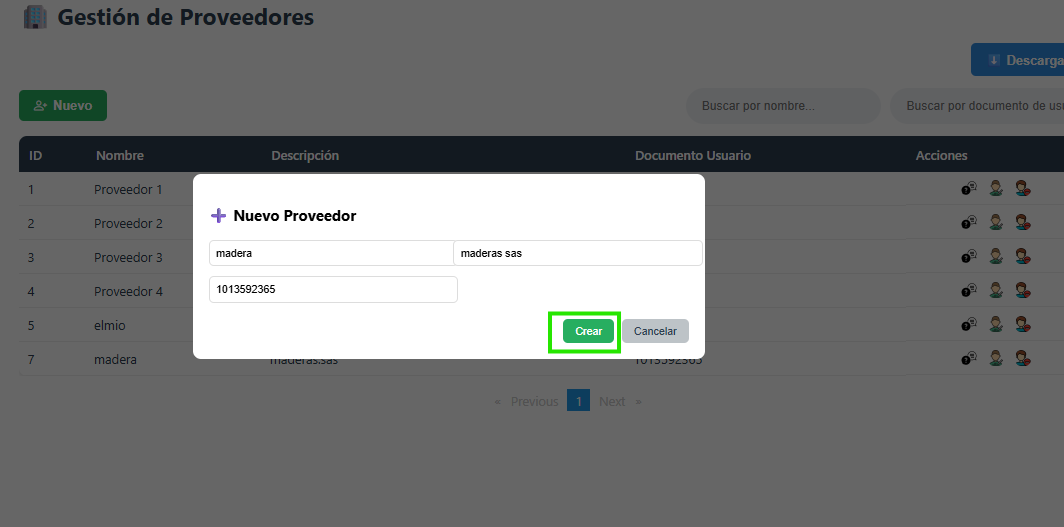 Gestión de Proveedores
Descarga
Nuevo
Buscar por nombre...
Buscar por documento de usu
ID Nombre Descripción Documento Usuario Acciones
1 Proveedor 1
2 Proveedor 2
3 Proveedor 3
4 Proveedor 4
5 elmio
7 madera maderas.sas 1013592365
Nuevo Proveedor
madera maderas sas
1013592365
Crear Cancelar
« Previous 1 Next »